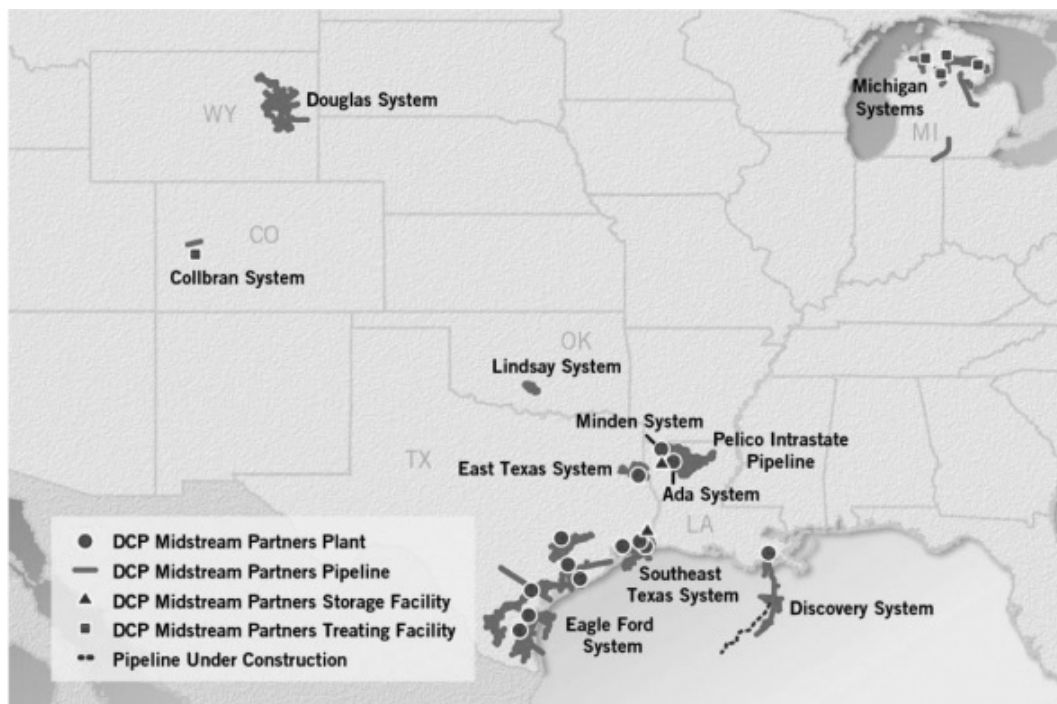 Douglas System
WY
Michigan
Systems
MI
CO
Collbran System
OK
Lindsay System
Minden System
Pelico Intrastate
Pipeline
TX
East Texas System
Ada System
LA
Southeast
Texas System
Discovery System
Eagle Ford
System
DCP Midstream Partners Plant
DCP Midstream Partners Pipeline
DCP Midstream Partners Storage Facility
DCP Midstream Partners Treating Facility
Pipeline Under Construction